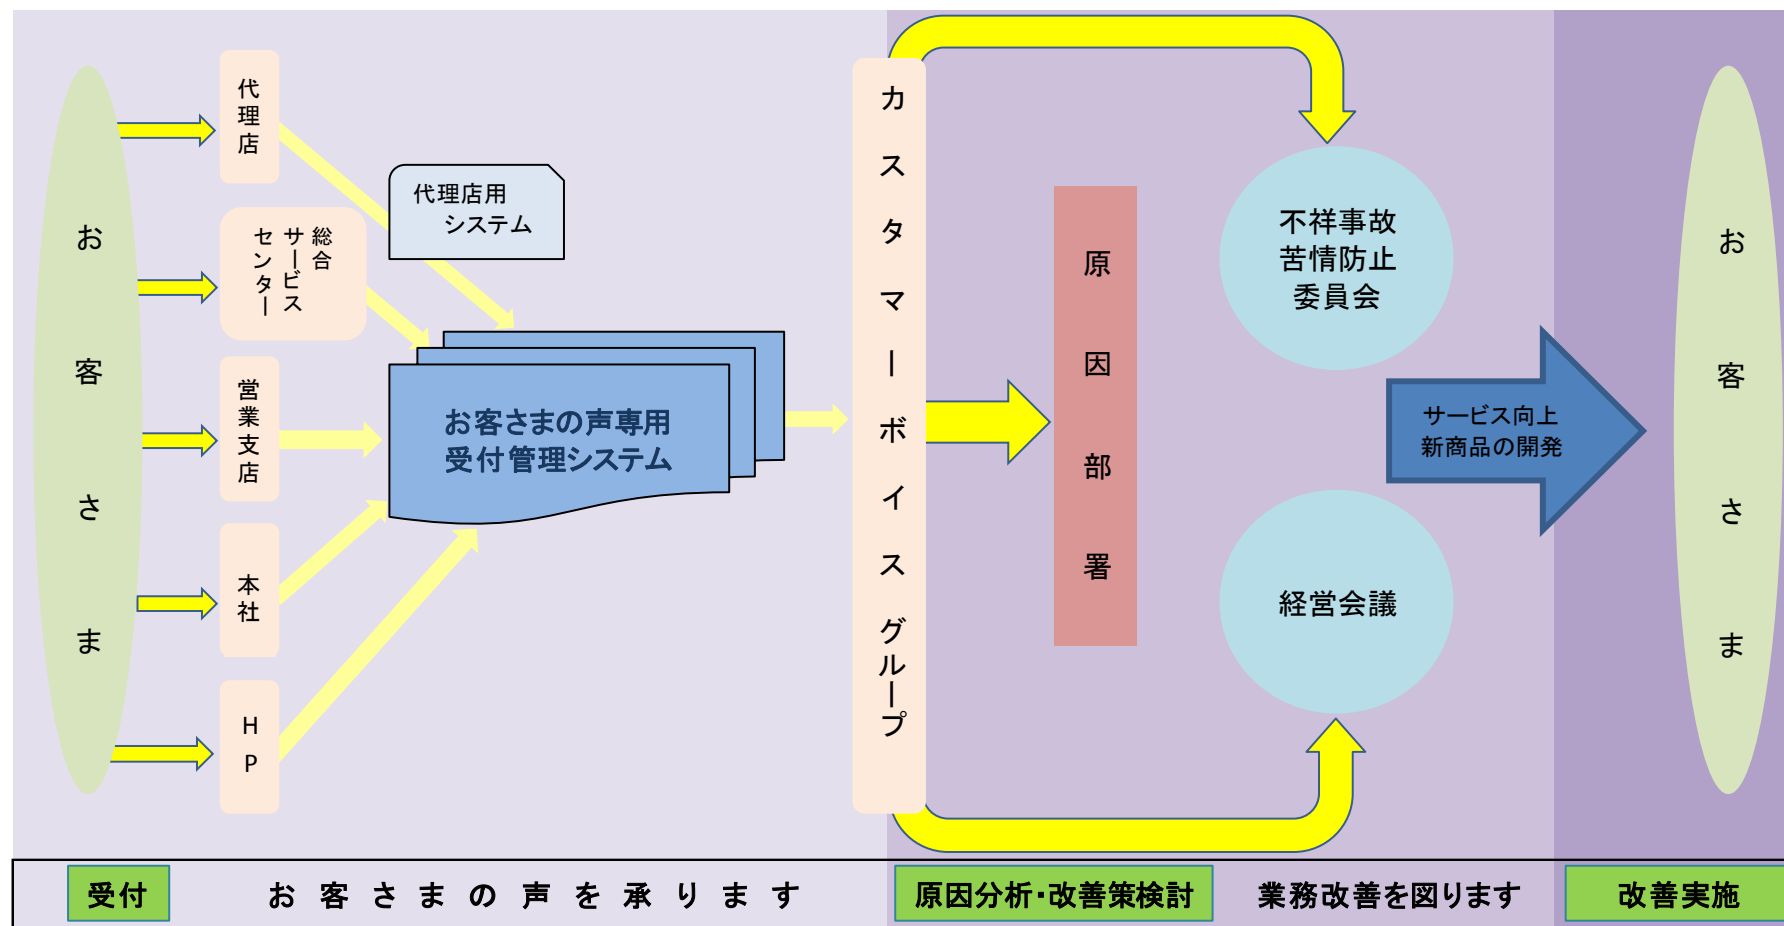 お客さま
代理店
総合
サービス
センター
営業支店
本社
HP
代理店用
システム
お客さまの声専用
受付管理システム
カスタマーボイスグループ
原因部署
不祥事故
苦情防止
委員会
経営会議
サービス向上
新商品の開発
お客さま
受付
お客さまの声を承ります
原因分析・改善策検討
業務改善を図ります
改善実施